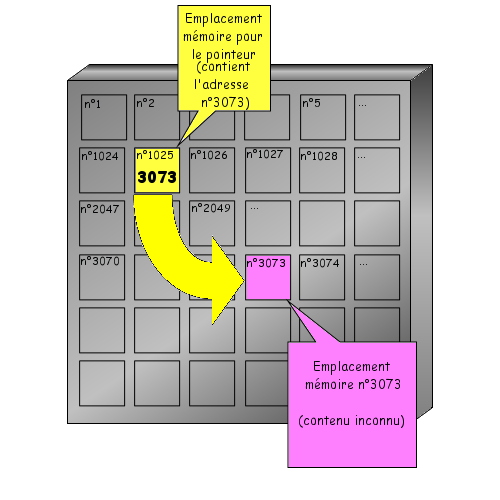 Emplacement
mémoire pour
le pointeur
(contient
l'adresse
n°3073)
n°1
n°2
n°5
...
n°1024
n°1025
n°1026
n°1027
n°1028
...
3073
n°2047
n°2049
...
n°3070
n°3073
n°3074
...
Emplacement
mémoire n°3073
(contenu inconnu)